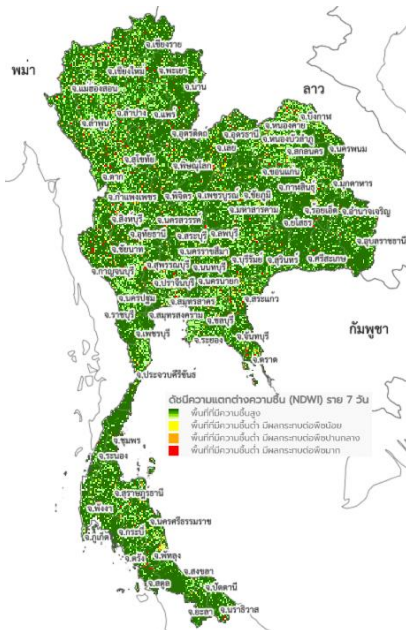 จ.เชียงราย
พม่า
จ.เชียงใหม่
จ.พะเยา
จ.น่าน
จ.แม่ฮ่องสอน
ลาว
จ.ลำปาง
จ.แพร่
จ.ลำพูน
จ.อุตรดิตถ์
จ.อุดรธานี
จ.บึงกาฬ
จ.หนองคาย
จ.หนองบัวลำภู
จ.เลย
จ.สกลนคร
จ.นครพนม
จ.สุโขทัย
จ.พิษณุโลก
จ.ขอนแก่น
จ.ตาก
จ.กาฬสินธุ์
จ.มุกดาหาร
จ.กำแพงเพชร
จ.พิจิตร
จ.เพชรบูรณ์
จ.ชัยภูมิ
จ.มหาสารคาม
จ.ร้อยเอ็ด
จ.อำนาจเจริญ
จ.สิงห์บุรี
จ.นครสวรรค์
จ.ยโสธร
จ.อุทัยธานี
จ.สระบุรี
จ.ลพบุรี
จ.อุบลราชธานี
จ.ชัยนาท
จ.นครราชสีมา
จ.บุรีรัมย์
จ.สุรินทร์
จ.ศรีสะเกษ
จ.สุพรรณบุรี
จ.นนทบุรี
จ.กาญจนบุรี
จ.ปราจีนบุรี
จ.นครนายก
จ.นครปฐม
จ.สมุทรสาคร
จ.สระแก้ว
จ.ราชบุรี
จ.สมุทรสงคราม
จ.ชลบุรี
กัมพูชา
จ.เพชรบุรี
จ.ระยอง
จ.จันทบุรี
จ.ตราด
จ.ประจวบคีรีขันธ์
ดัชนีความแตกต่างความชื้น (NDWI) ราย 7 วัน
พื้นที่ที่มีความชื้นสูง
พื้นที่ที่มีความชื้นต่ำ มีผลกระทบต่อพืชน้อย
พื้นที่ที่มีความชื้นต่ำ มีผลกระทบต่อพืชปานกลาง
พื้นที่ที่มีความชื้นต่ำ มีผลกระทบต่อพืชมาก
จ.ชุมพร
จ.ระนอง
จ.สุราษฎร์ธานี
จ.พังงา
จ.นครศรีธรรมราช
จ.ภูเก็ต
จ.กระบี่
จ.ตรัง
จ.พัทลุง
จ.สงขลา
จ.สตูล
จ.ปัตตานี
จ.ยะลา
จ.นราธิวาส